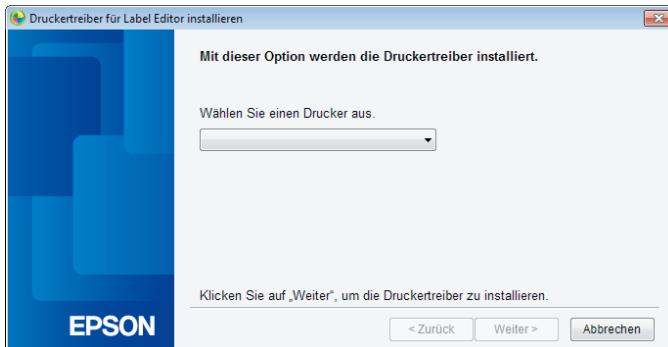 Druckertreiber für Label Editor installieren
Mit dieser Option werden die Druckertreiber installiert.
Wählen Sie einen Drucker aus.
Klicken Sie auf „Weiter“, um die Druckertreiber zu installieren.
EPSON
< Zurück
Weiter >
Abbrechen